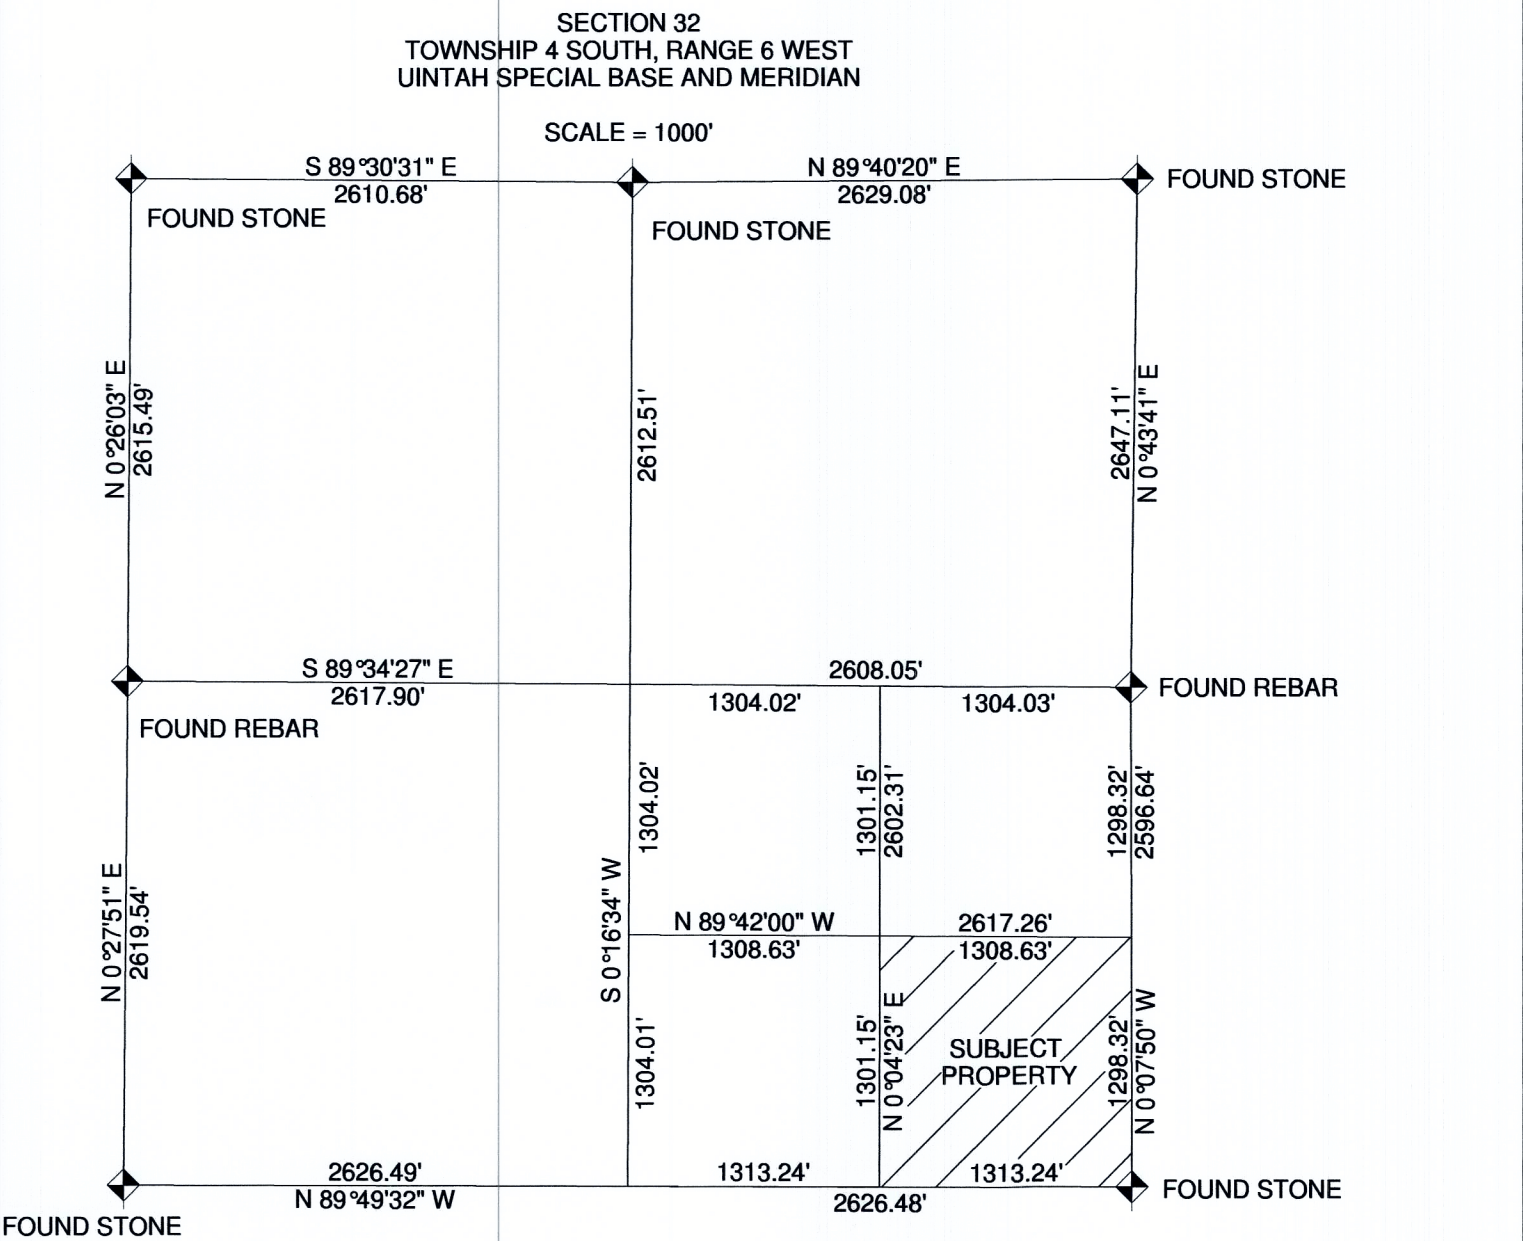 SECTION 32
TOWNSHIP 4 SOUTH, RANGE 6 WEST
UINTAH SPECIAL BASE AND MERIDIAN
SCALE = 1000'
S 89°30'31" E
2610.68'
N 89°40'20" E
2629.08'
FOUND STONE
FOUND STONE
FOUND STONE
N 0°26'03" E
2615.49'
2612.51'
2647.11'
N 0°43'41" E
S 89°34'27" E
2617.90'
2608.05'
1304.02'
1304.03'
FOUND REBAR
FOUND REBAR
1304.02'
1301.15'
2602.31'
1298.32'
2596.64'
N 0°27'51" E
2619.54'
S 0°16'34" W
N 89°42'00" W
1308.63'
2617.26'
1308.63'
1304.01'
1301.15'
N 0°04'23" E
SUBJECT
PROPERTY
1298.32'
N 0°07'50" W
2626.49'
N 89°49'32" W
1313.24'
1313.24'
2626.48'
FOUND STONE
FOUND STONE